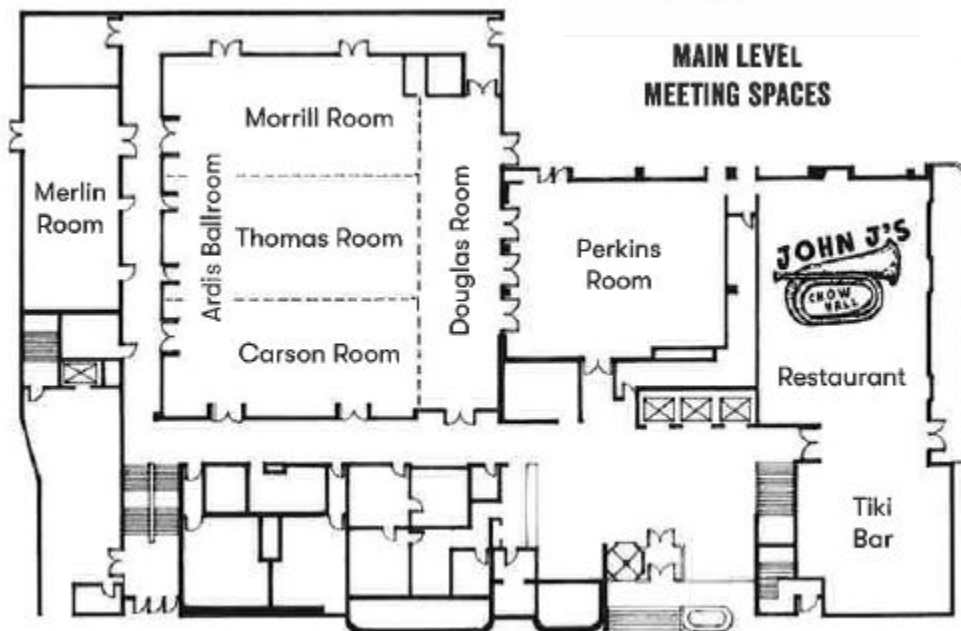 MAIN LEVEL
MEETING SPACES
Morrill Room
Merlin
Room
Ardis Ballroom
Thomas Room
Douglas Room
Perkins
Room
JOHN J'S
CHOW
HALL
Carson Room
Restaurant
Tiki
Bar